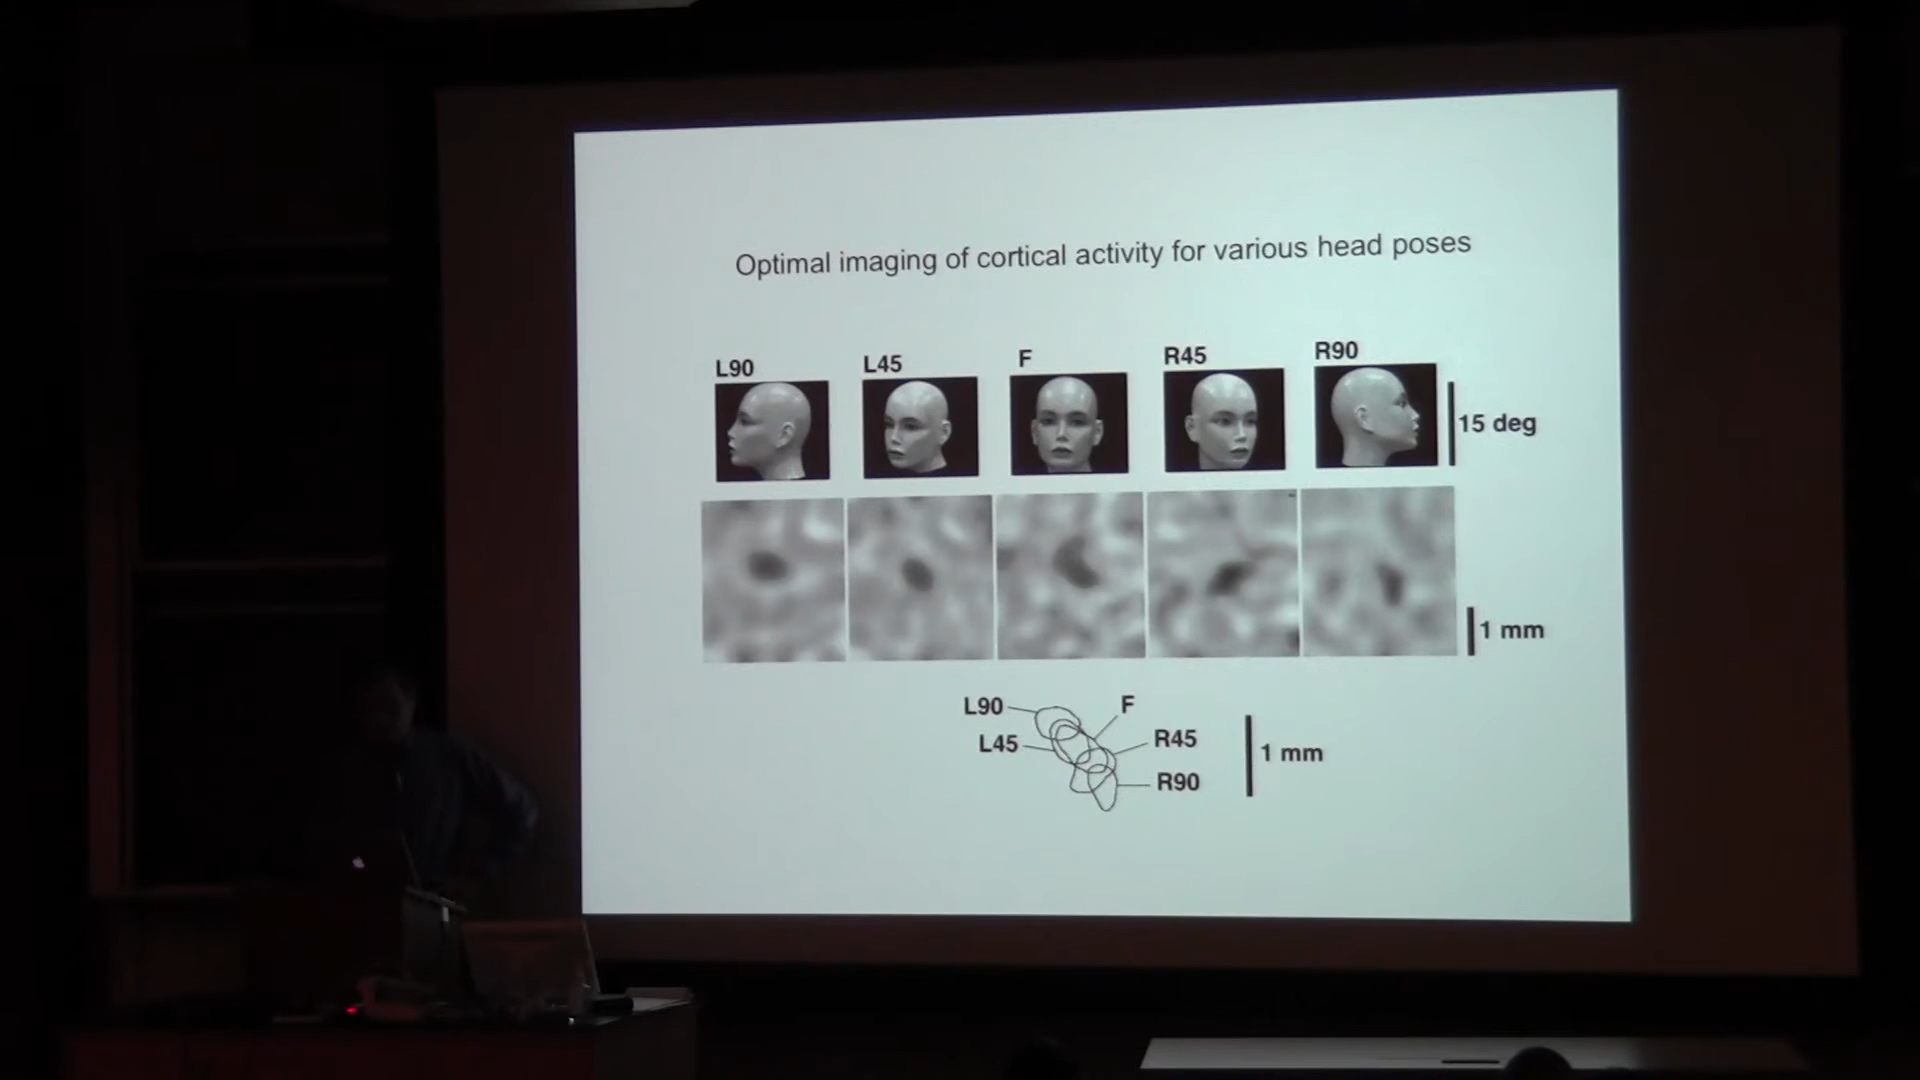 Optimal imaging of cortical activity for various head poses
L90 L45 F R45 R90
15 deg
1 mm
L90 F
L45 R45
1 mm
R90